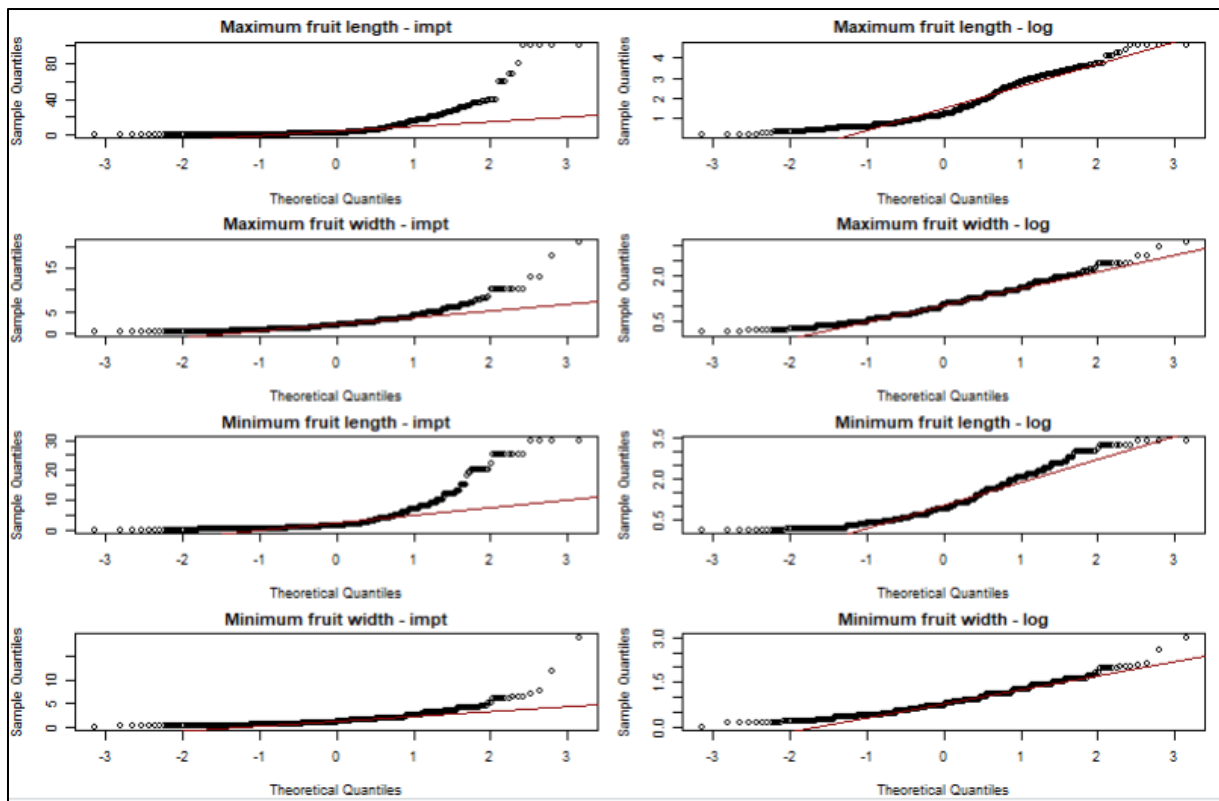 Maximum fruit length - impt
Sample Quantiles
0 40 80
-3 -2 -1 0 1 2 3
Theoretical Quantiles
Maximum fruit length - log
Sample Quantiles
1 2 3 4
-3 -2 -1 0 1 2 3
Theoretical Quantiles
Maximum fruit width - impt
Sample Quantiles
0 5 15
-3 -2 -1 0 1 2 3
Theoretical Quantiles
Maximum fruit width - log
Sample Quantiles
0.5 2.0
-3 -2 -1 0 1 2 3
Theoretical Quantiles
Minimum fruit length - impt
Sample Quantiles
0 10 20 30
-3 -2 -1 0 1 2 3
Theoretical Quantiles
Minimum fruit length - log
Sample Quantiles
0.5 2.0 3.5
-3 -2 -1 0 1 2 3
Theoretical Quantiles
Minimum fruit width - impt
Sample Quantiles
0 5 10
-3 -2 -1 0 1 2 3
Theoretical Quantiles
Minimum fruit width - log
Sample Quantiles
0.0 1.5 3.0
-3 -2 -1 0 1 2 3
Theoretical Quantiles